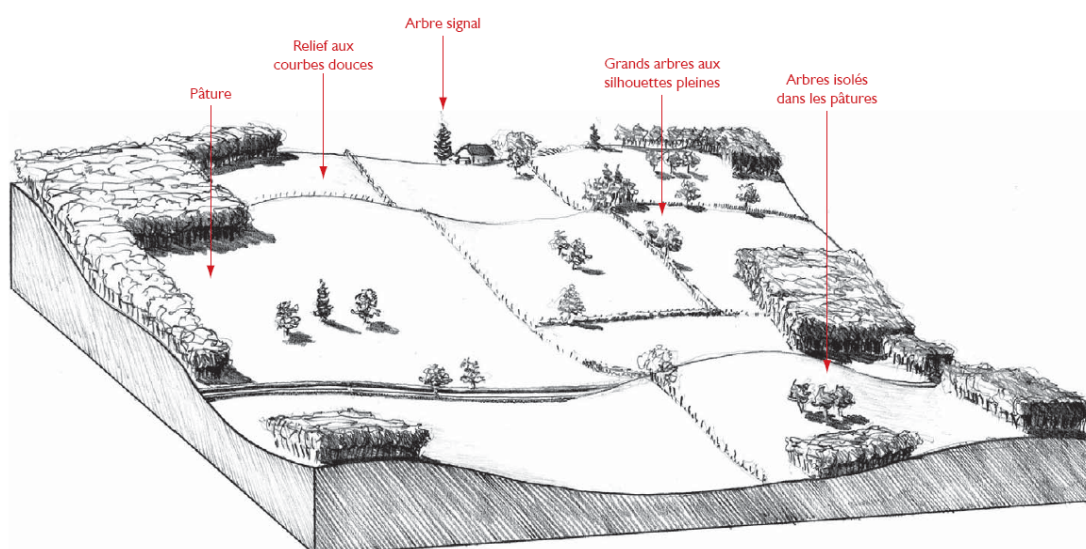 Arbre signal
Relief aux
courbes douces
Pâture
Grands arbres aux
silhouettes pleines
Arbres isolés
dans les pâtures